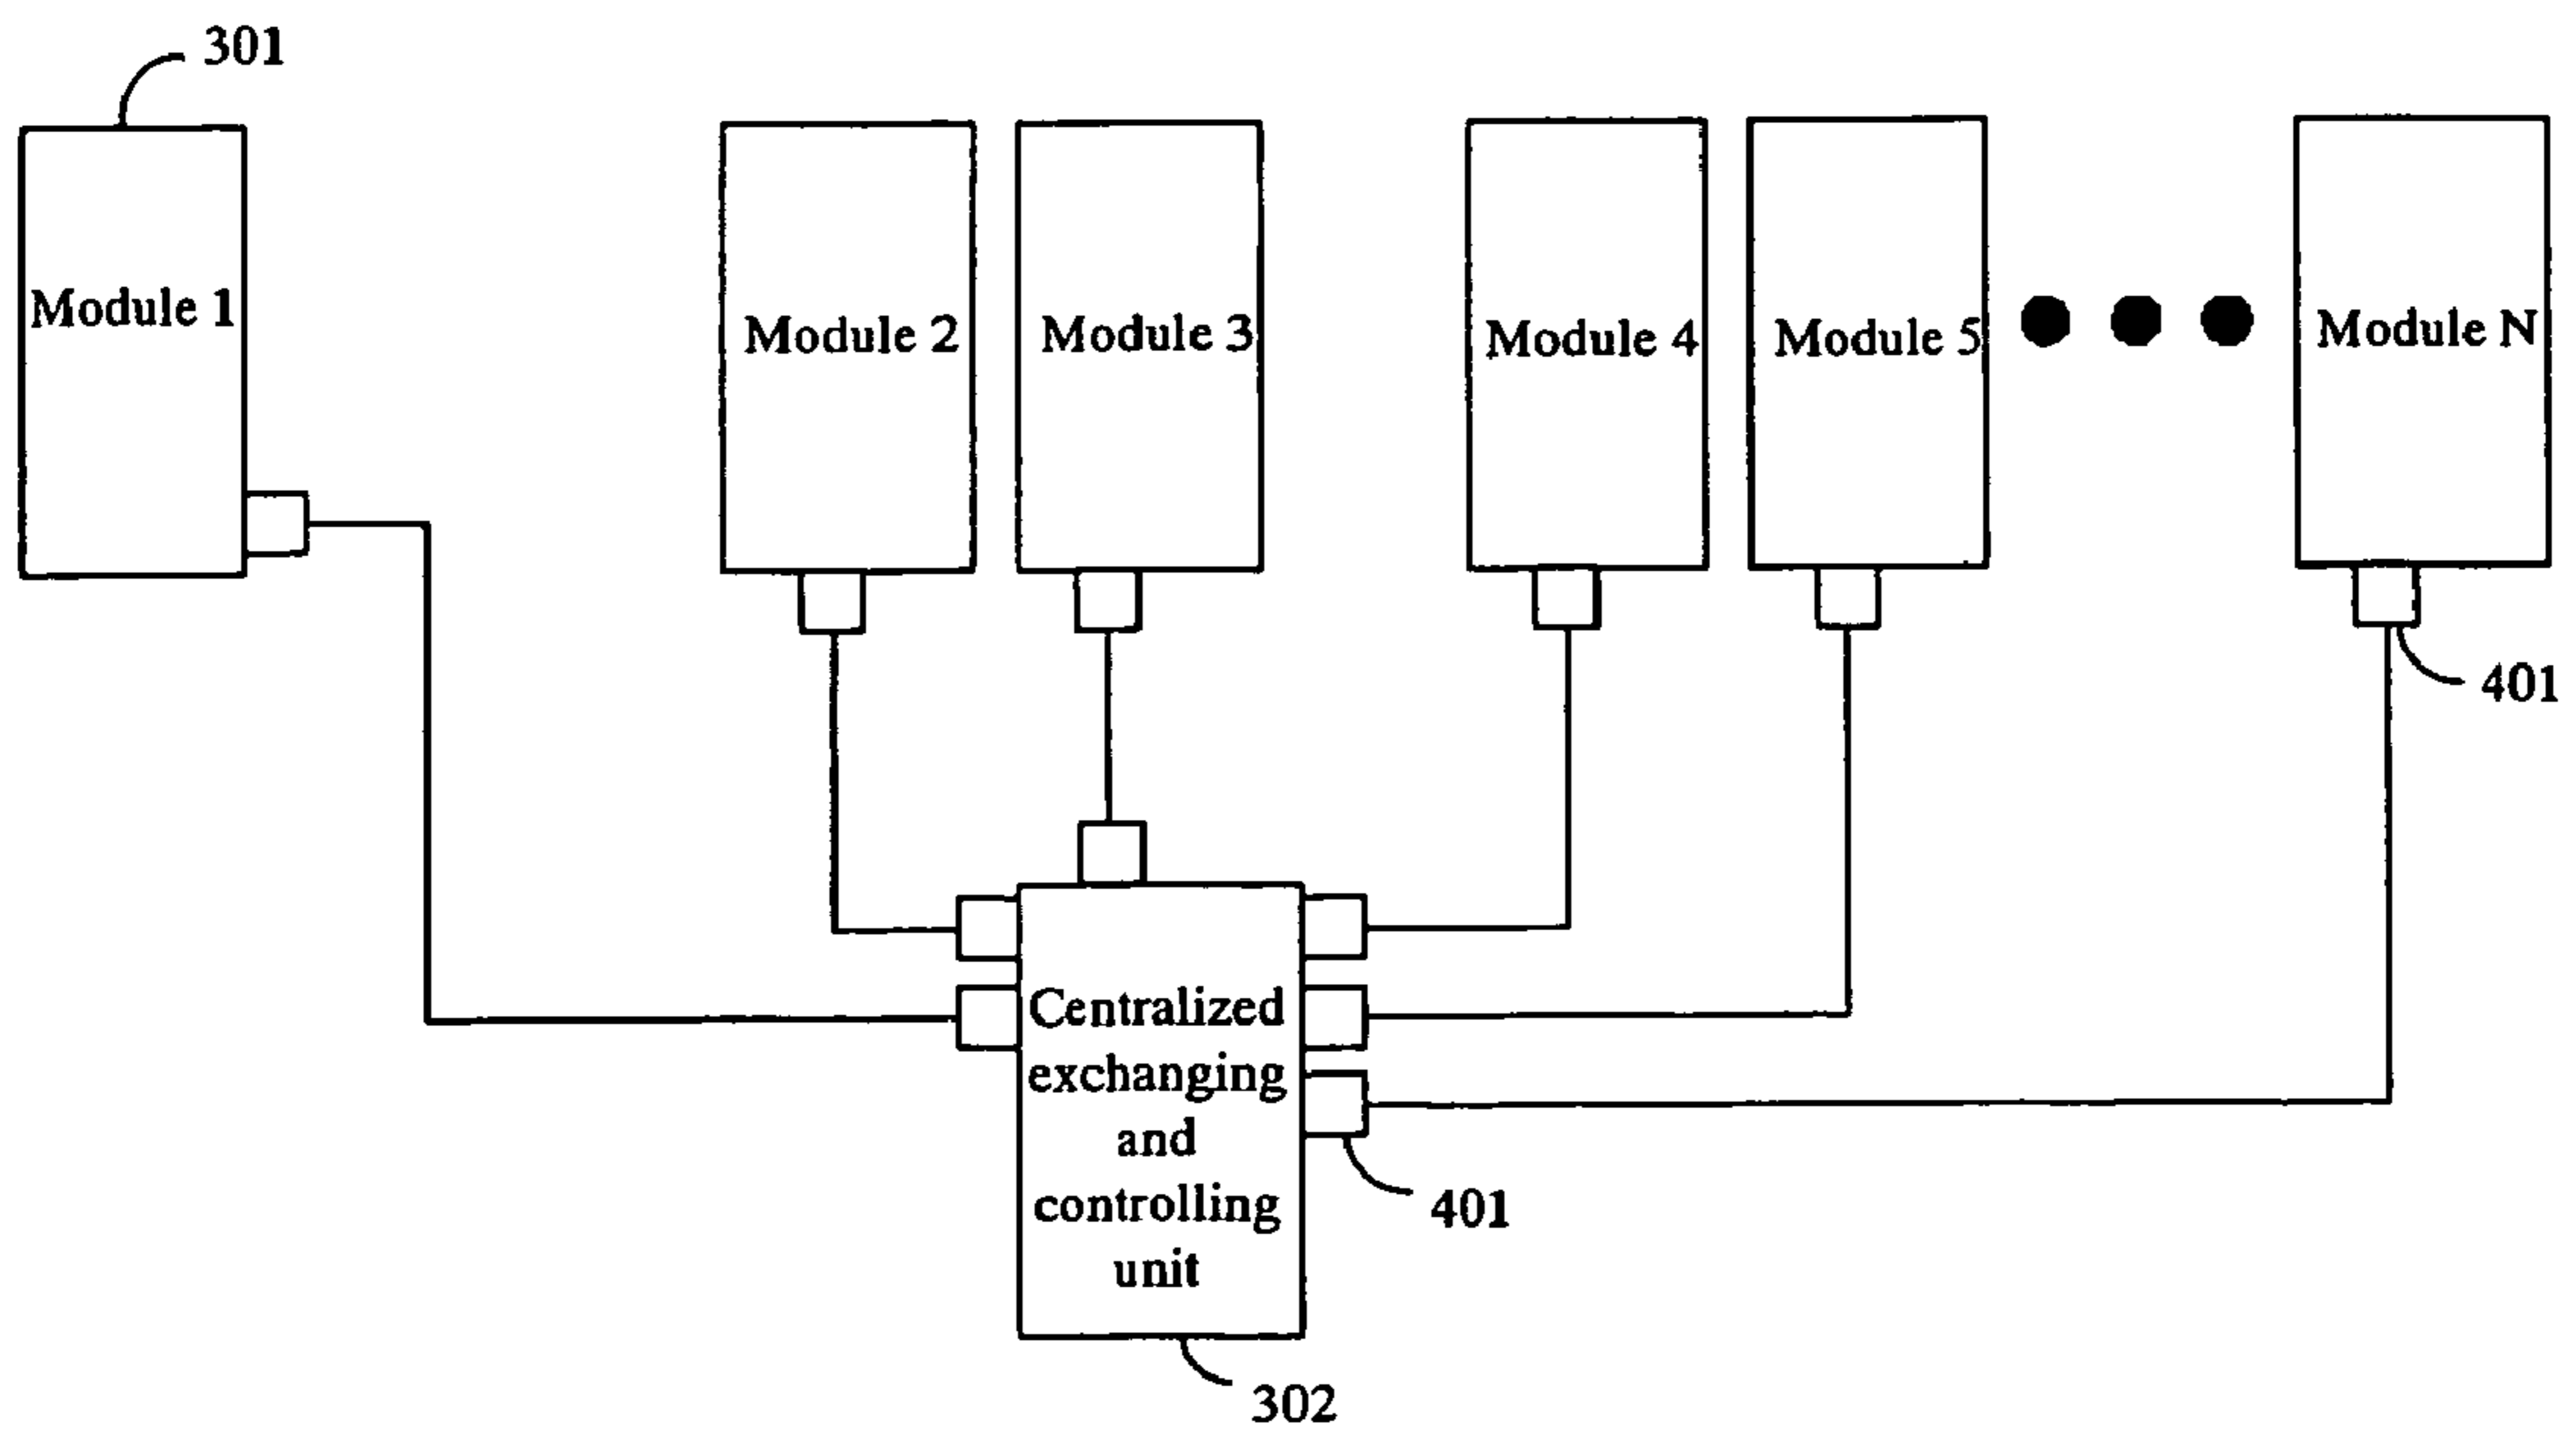 301
Module 1
Module 2
Module 3
Module 4
Module 5
Module N
401
Centralized
exchanging
and
controlling
unit
401
302